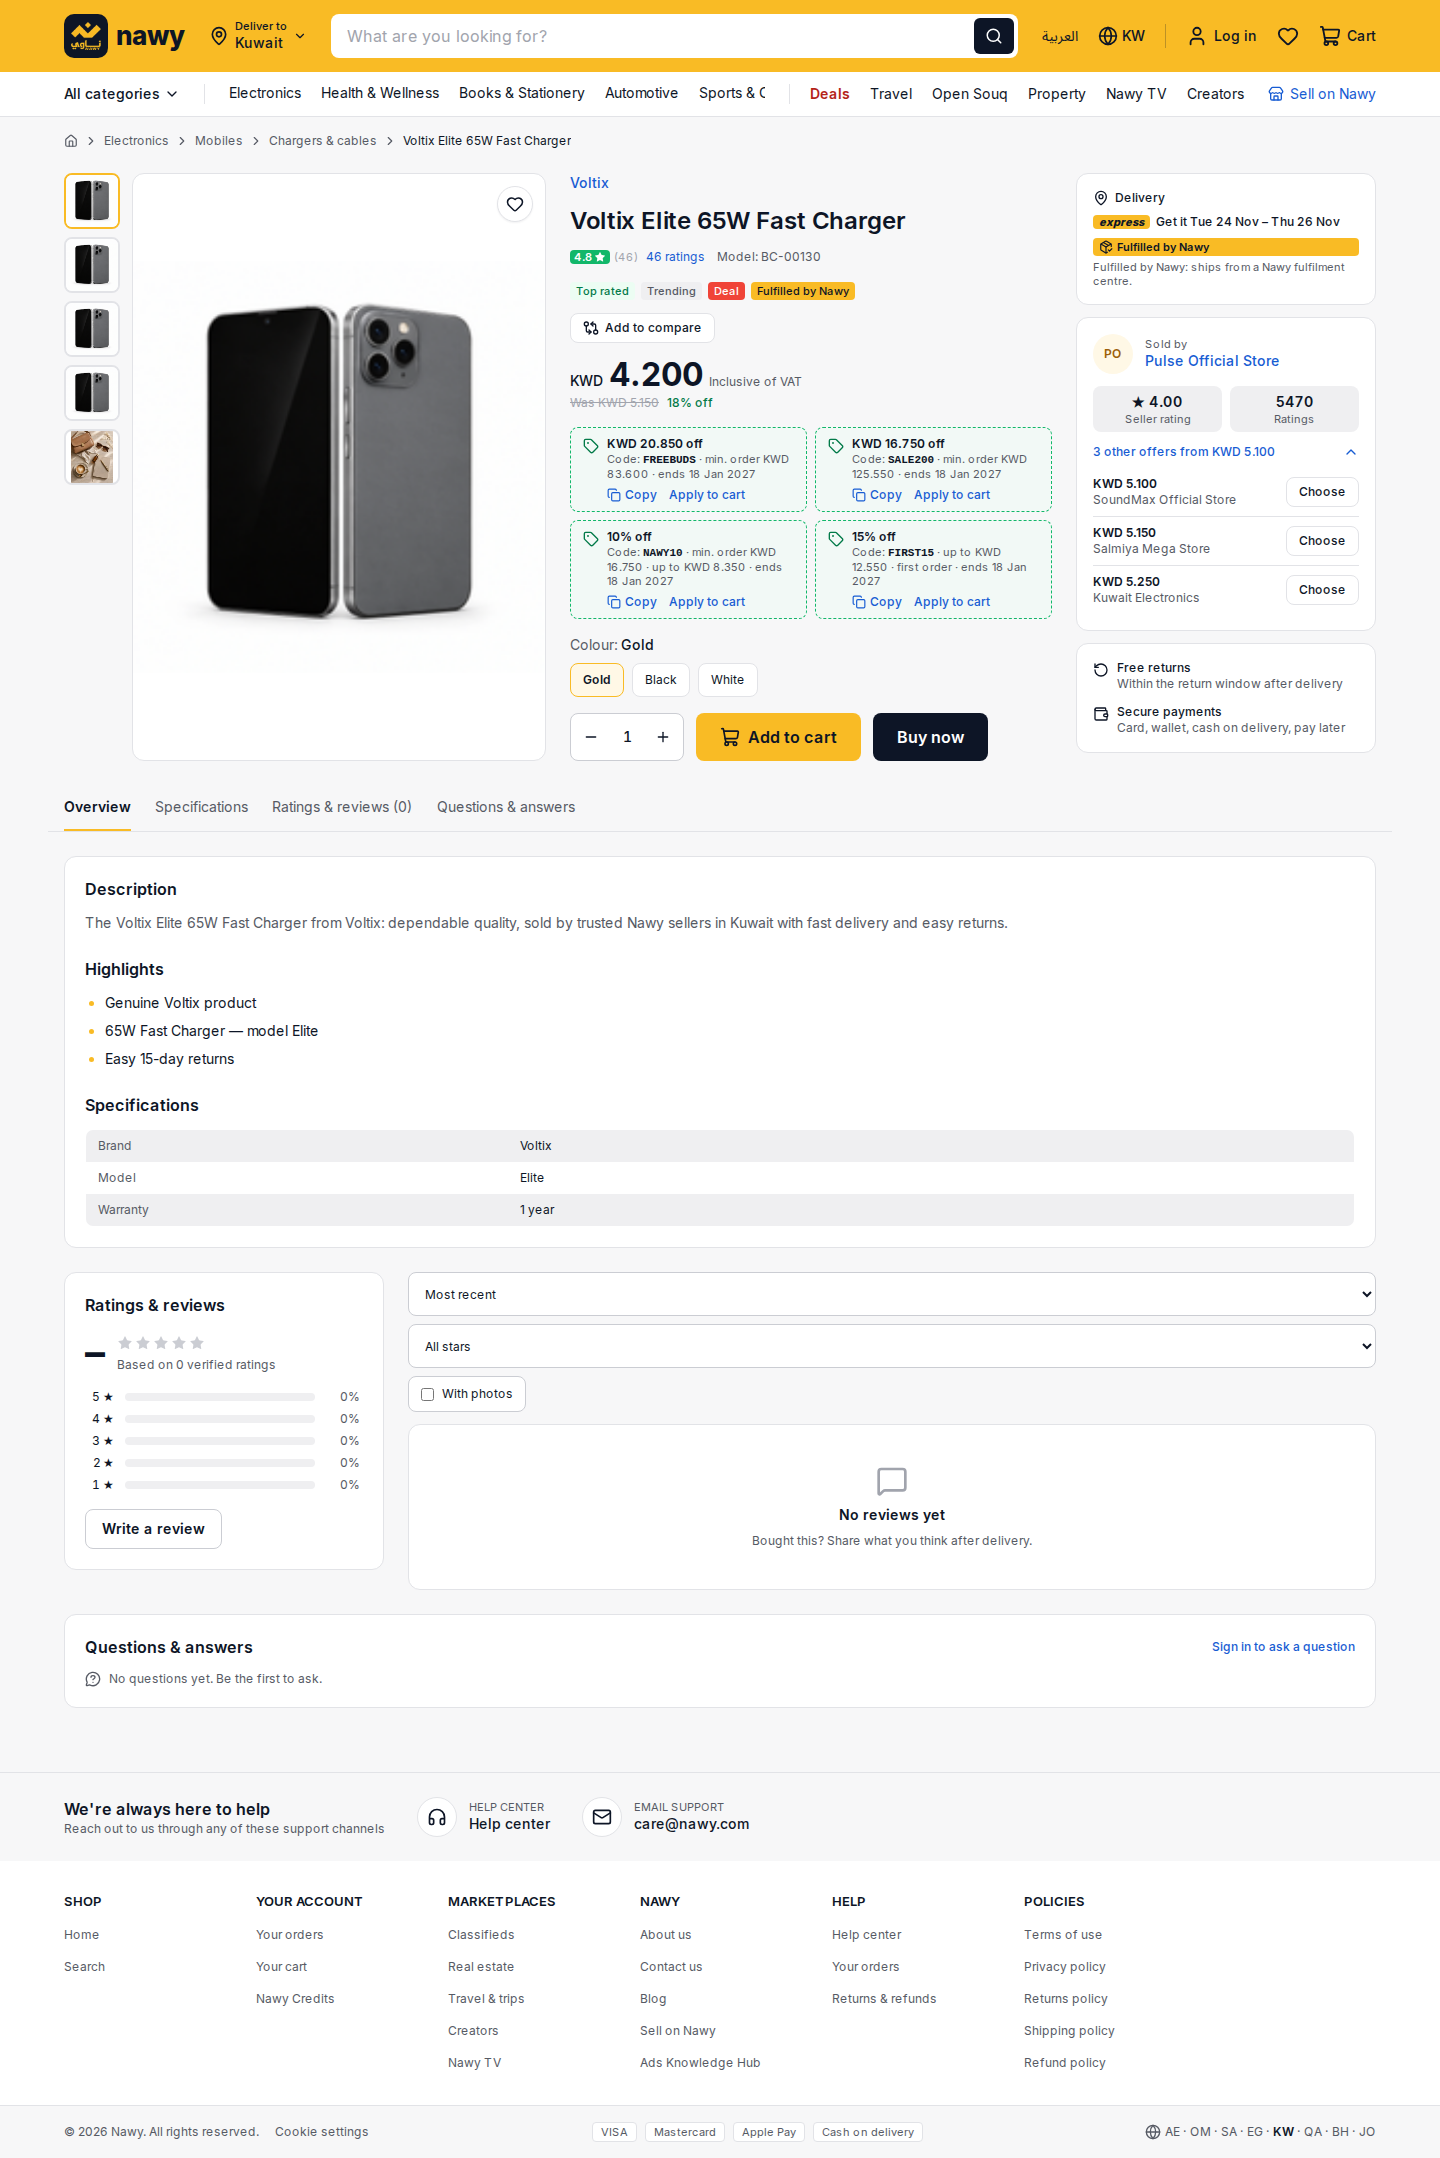 نـــاوي
NAWY
nawy
Deliver to
Kuwait
What are you looking for?
العربية
KW
Log in
Cart
All categories
Electronics
Health & Wellness
Books & Stationery
Automotive
Sports & C
Deals
Travel
Open Souq
Property
Nawy TV
Creators
Sell on Nawy
Electronics
Mobiles
Chargers & cables
Voltix Elite 65W Fast Charger
Voltix
Voltix Elite 65W Fast Charger
4.8 ★ (46) 46 ratings Model: BC-00130
Top rated
Trending
Deal
Fulfilled by Nawy
Add to compare
KWD 4.200 Inclusive of VAT
Was KWD 5.150 18% off
KWD 20.850 off
Code: FREEBUDS · min. order KWD
83.600 · ends 18 Jan 2027
Copy Apply to cart
KWD 16.750 off
Code: SALE200 · min. order KWD
125.550 · ends 18 Jan 2027
Copy Apply to cart
10% off
Code: NAWY10 · min. order KWD
16.750 · up to KWD 8.350 · ends
18 Jan 2027
Copy Apply to cart
15% off
Code: FIRST15 · up to KWD
12.550 · first order · ends 18 Jan
2027
Copy Apply to cart
Colour: Gold
Gold
Black
White
1
Add to cart
Buy now
Delivery
express Get it Tue 24 Nov – Thu 26 Nov
Fulfilled by Nawy
Fulfilled by Nawy: ships from a Nawy fulfilment
centre.
PO
Sold by
Pulse Official Store
★ 4.00
Seller rating
5470
Ratings
3 other offers from KWD 5.100
KWD 5.100
SoundMax Official Store
Choose
KWD 5.150
Salmiya Mega Store
Choose
KWD 5.250
Kuwait Electronics
Choose
Free returns
Within the return window after delivery
Secure payments
Card, wallet, cash on delivery, pay later
Overview
Specifications
Ratings & reviews (0)
Questions & answers
Description
The Voltix Elite 65W Fast Charger from Voltix: dependable quality, sold by trusted Nawy sellers in Kuwait with fast delivery and easy returns.
Highlights
Genuine Voltix product
65W Fast Charger — model Elite
Easy 15-day returns
Specifications
Brand Voltix
Model Elite
Warranty 1 year
Ratings & reviews
–
Based on 0 verified ratings
5 ★ 0%
4 ★ 0%
3 ★ 0%
2 ★ 0%
1 ★ 0%
Write a review
Most recent
All stars
With photos
No reviews yet
Bought this? Share what you think after delivery.
Questions & answers
Sign in to ask a question
No questions yet. Be the first to ask.
We're always here to help
Reach out to us through any of these support channels
HELP CENTER
Help center
EMAIL SUPPORT
care@nawy.com
SHOP
Home
Search
YOUR ACCOUNT
Your orders
Your cart
Nawy Credits
MARKETPLACES
Classifieds
Real estate
Travel & trips
Creators
Nawy TV
NAWY
About us
Contact us
Blog
Sell on Nawy
Ads Knowledge Hub
HELP
Help center
Your orders
Returns & refunds
POLICIES
Terms of use
Privacy policy
Returns policy
Shipping policy
Refund policy
© 2026 Nawy. All rights reserved.
Cookie settings
VISA
Mastercard
Apple Pay
Cash on delivery
AE · OM · SA · EG · KW · QA · BH · JO